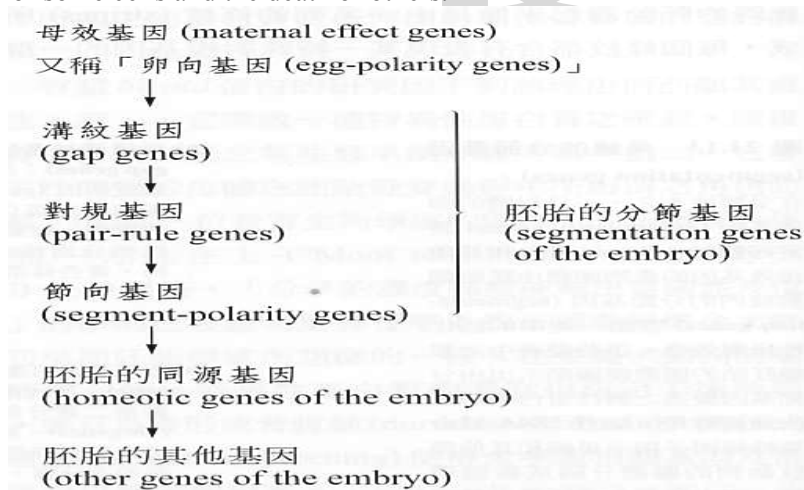 母效基因 (maternal effect genes)
又稱「卵向基因 (egg-polarity genes)」
溝紋基因
(gap genes)
對規基因
(pair-rule genes)
節向基因
(segment-polarity genes)
胚胎的分節基因
(segmentation genes
of the embryo)
胚胎的同源基因
(homeotic genes of the embryo)
胚胎的其他基因
(other genes of the embryo)